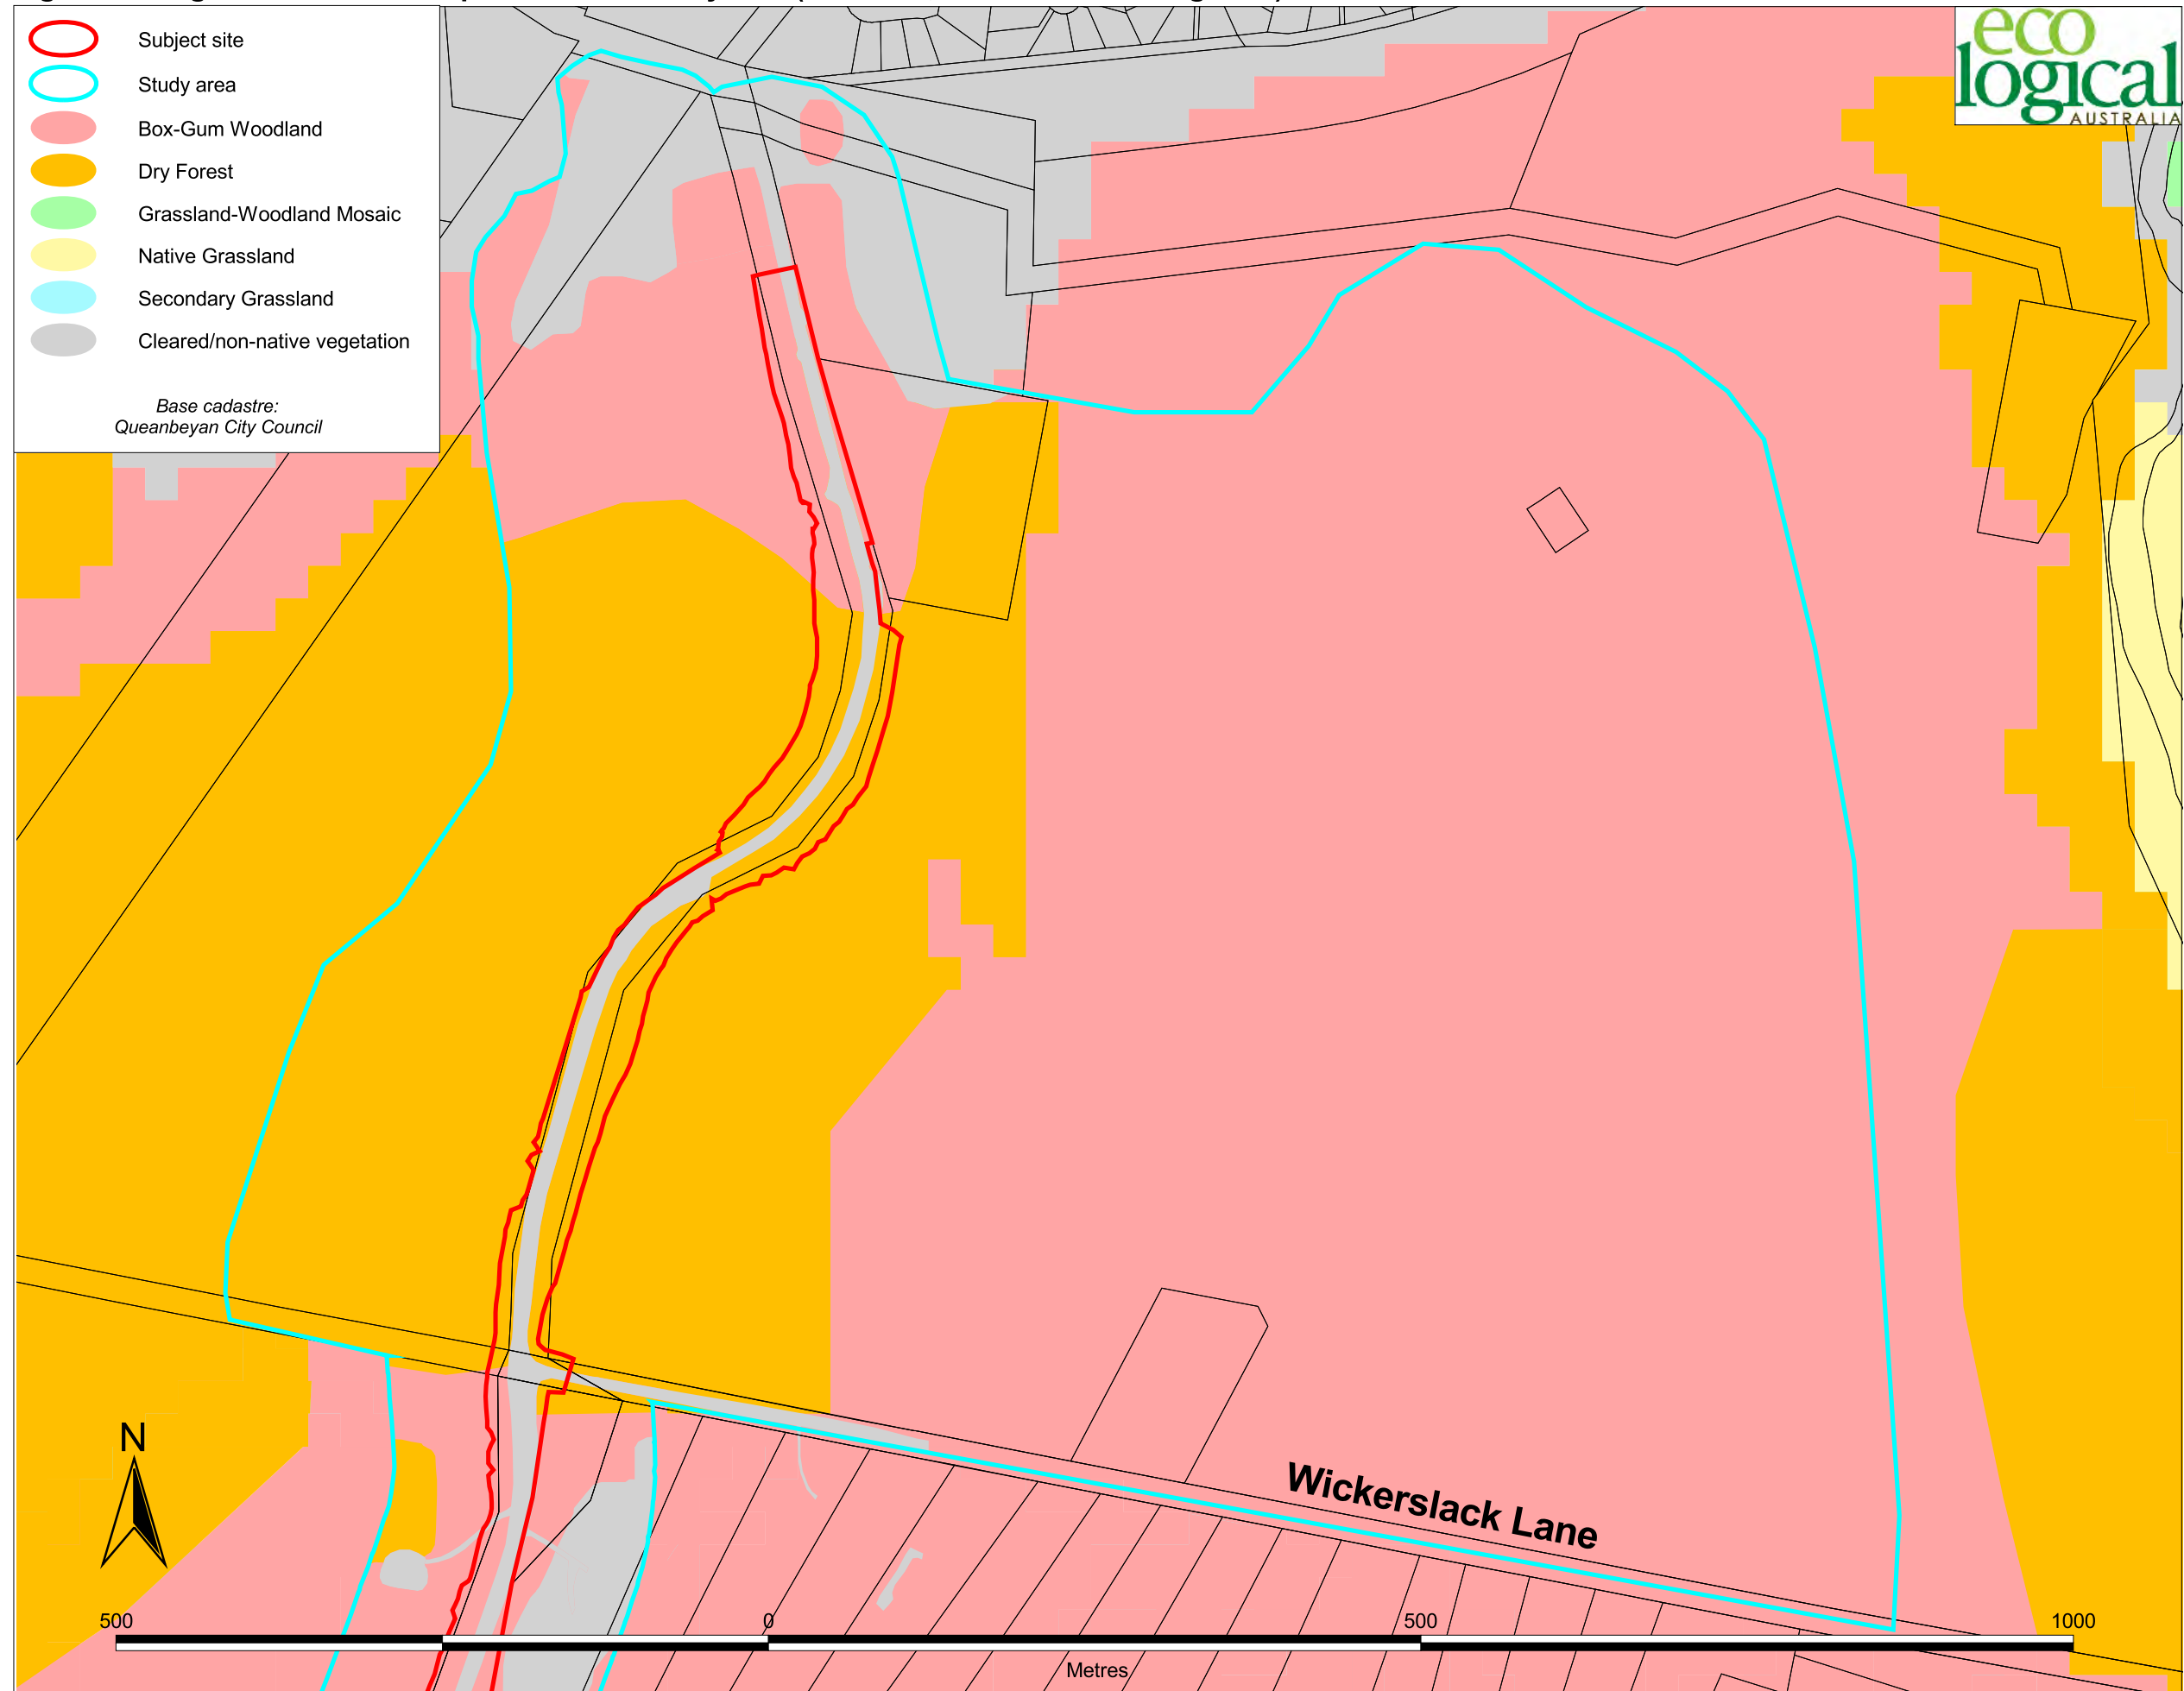 Subject site
Study area
Box-Gum Woodland
Dry Forest
Grassland-Woodland Mosaic
Native Grassland
Secondary Grassland
Cleared/non-native vegetation
Base cadastre:
Queanbeyan City Council
eco
logical
AUSTRALIA
Wickerslack Lane
N
500 0 500 1000
Metres